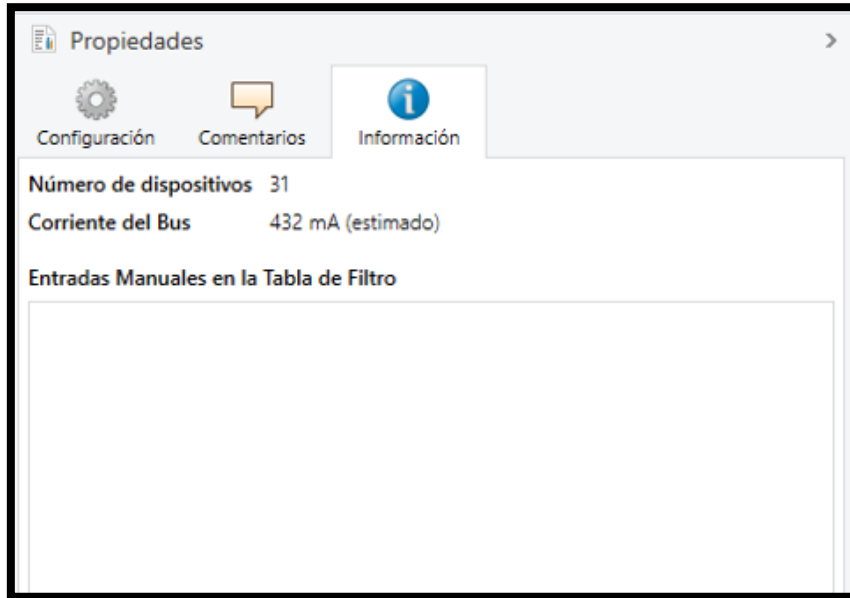 Propiedades
Configuración Comentarios Información
Número de dispositivos 31
Corriente del Bus 432 mA (estimado)
Entradas Manuales en la Tabla de Filtro